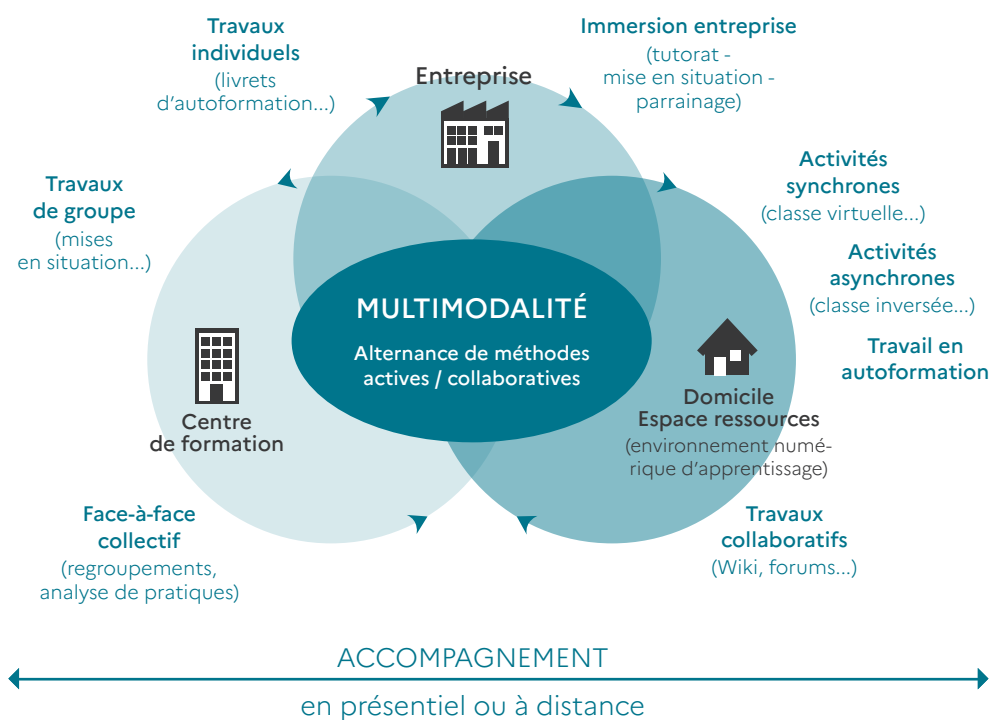 Travaux
individuels
(livrets
d'autoformation...)
Entreprise
Immersion entreprise
(tutorat -
mise en situation -
parrainage)
Travaux
de groupe
(mises
en situation...)
Activités
synchrones
(classe virtuelle...)
Activités
asynchrones
(classe inversée...)
Travail en
autoformation
MULTIMODALITÉ
Alternance de méthodes
actives / collaboratives
Centre
de formation
Domicile
Espace ressources
(environnement numé-
rique d'apprentissage)
Face-à-face
collectif
(regroupements,
analyse de pratiques)
Travaux
collaboratifs
(Wiki, forums...)
ACCOMPAGNEMENT
en présentiel ou à distance